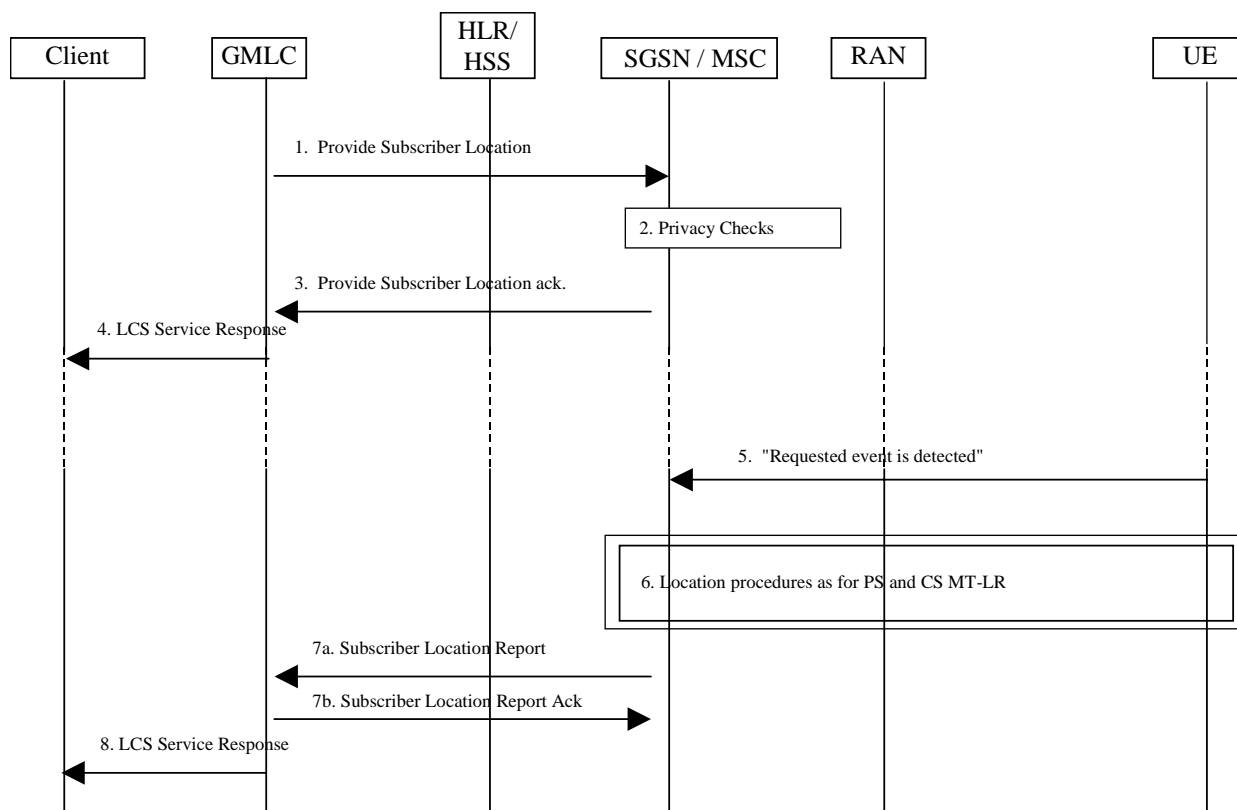 Client
GMLC
HLR/
HSS
SGSN / MSC
RAN
UE
1. Provide Subscriber Location
2. Privacy Checks
3. Provide Subscriber Location ack.
4. LCS Service Response
5. "Requested event is detected"
6. Location procedures as for PS and CS MT-LR
7a. Subscriber Location Report
7b. Subscriber Location Report Ack
8. LCS Service Response